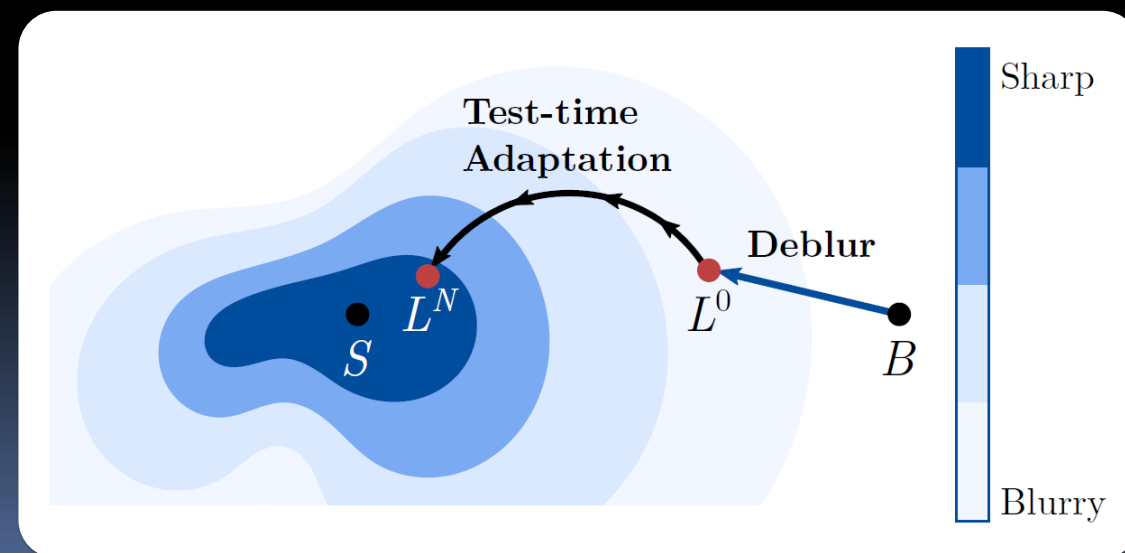 Sharp
Test-time
Adaptation
Deblur
L^N
L^0
S
B
Blurry